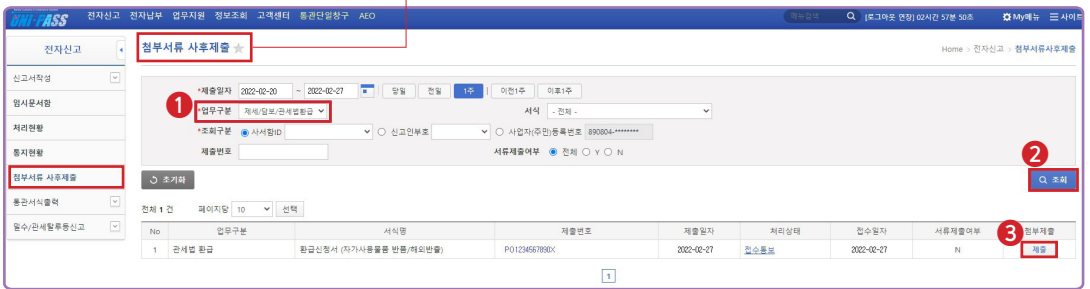 UNI-PASS 전자신고 전자납부 업무지원 정보조회 고객센터 통관단일창구 AEO 메뉴검색 [로그아웃 연장] 02시간 57분 50초 My메뉴 사이트
전자신고
첨부서류 사후제출
Home > 전자신고 > 첨부서류사후제출
신고서작성
임시문서함
처리현황
통지현황
첨부서류 사후제출
통관서식출력
밀수/관세탈루등신고
*제출일자 2022-02-20 ~ 2022-02-27 당일 전일 1주 이전1주 이후1주
1 *업무구분 제세/담보/관세법환급 서식 - 전체 -
*조회구분 사서함ID 신고인부호 사업자(주민)등록번호 890804-********
제출번호 서류제출여부 전체 Y N
2
초기화 조회
전체 1 건 페이지당 10 선택
No 업무구분 서식명 제출번호 제출일자 처리상태 접수일자 서류제출여부 3 첨부제출
1 관세법 환급 환급신청서 (자가사용물품 반품/해외반출) PO1234567890X 2022-02-27 접수통보 2022-02-27 N 제출
1